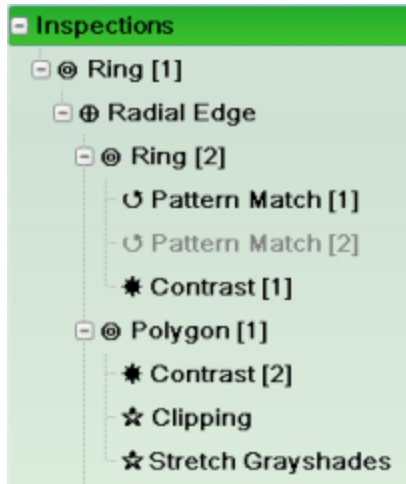 Inspections
Ring [1]
Radial Edge
Ring [2]
Pattern Match [1]
Pattern Match [2]
Contrast [1]
Polygon [1]
Contrast [2]
Clipping
Stretch Grayshades